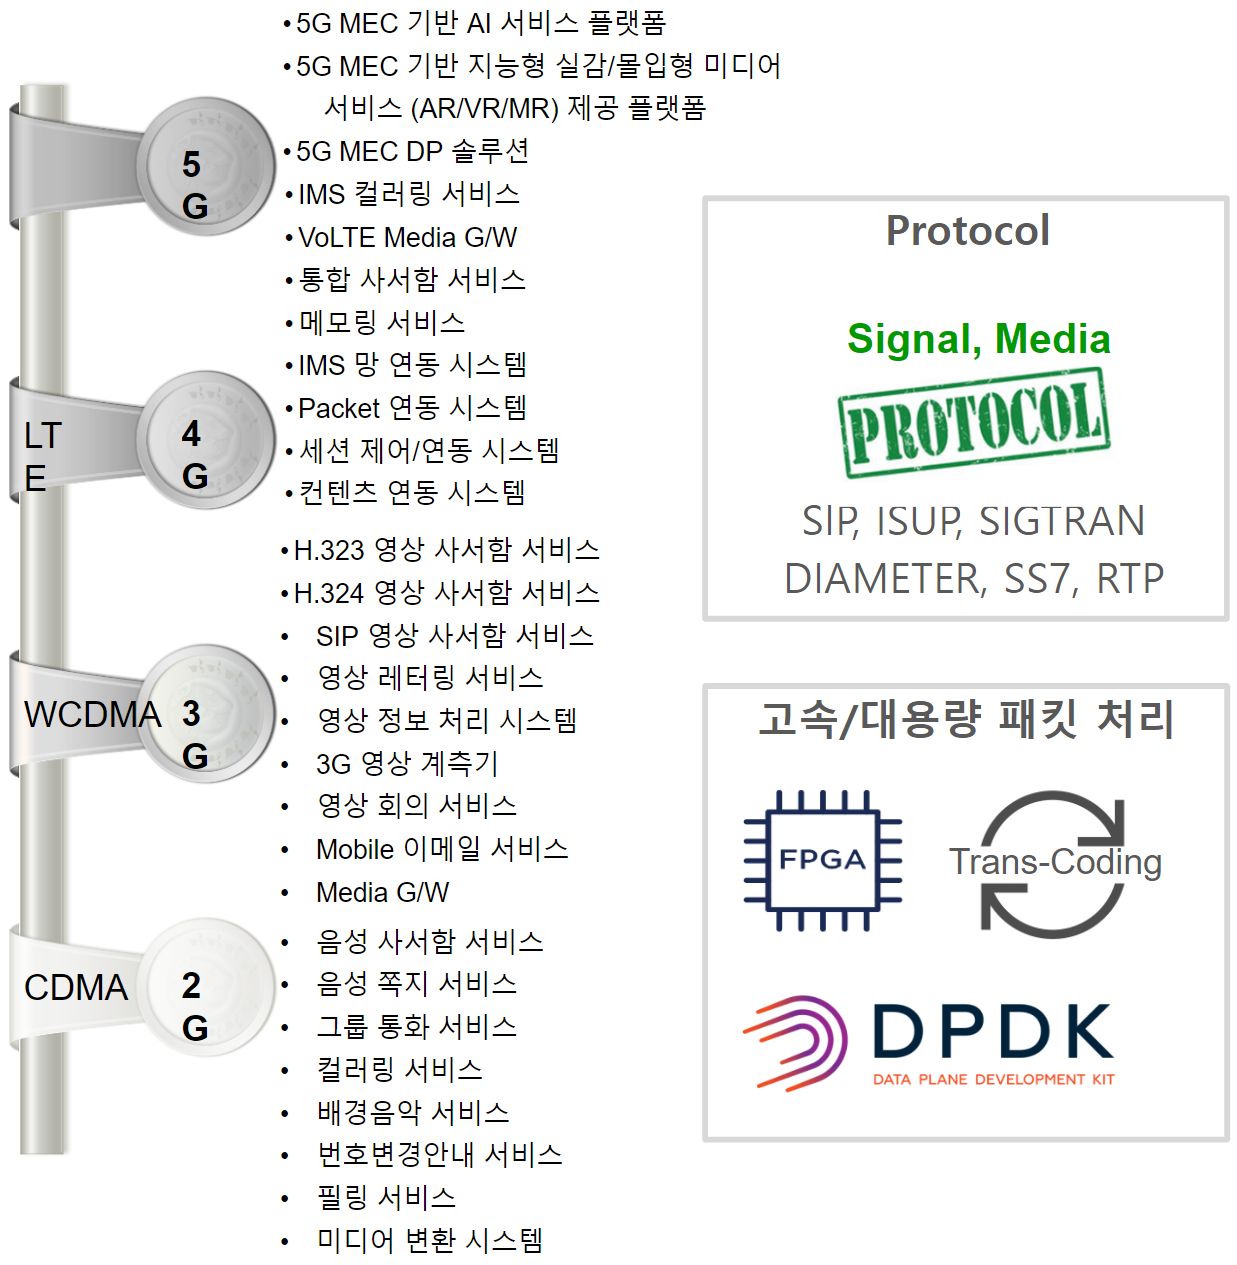 • 5G MEC 기반 AI 서비스 플랫폼
• 5G MEC 기반 지능형 실감/몰입형 미디어
서비스 (AR/VR/MR) 제공 플랫폼
• 5G MEC DP 솔루션
5
G
• IMS 컬러링 서비스
• VoLTE Media G/W
• 통합 사서함 서비스
• 메모링 서비스
• IMS 망 연동 시스템
• Packet 연동 시스템
• 세션 제어/연동 시스템
• 컨텐츠 연동 시스템
LT
E
4
G
• H.323 영상 사서함 서비스
• H.324 영상 사서함 서비스
• SIP 영상 사서함 서비스
• 영상 레터링 서비스
• 영상 정보 처리 시스템
• 3G 영상 계측기
• 영상 회의 서비스
• Mobile 이메일 서비스
• Media G/W
WCDMA
3
G
• 음성 사서함 서비스
• 음성 쪽지 서비스
• 그룹 통화 서비스
• 컬러링 서비스
• 배경음악 서비스
• 번호변경안내 서비스
• 필링 서비스
• 미디어 변환 시스템
CDMA
2
G
Protocol
Signal, Media
PROTOCOL
SIP, ISUP, SIGTRAN
DIAMETER, SS7, RTP
고속/대용량 패킷 처리
FPGA
Trans-Coding
DPDK
DATA PLANE DEVELOPMENT KIT